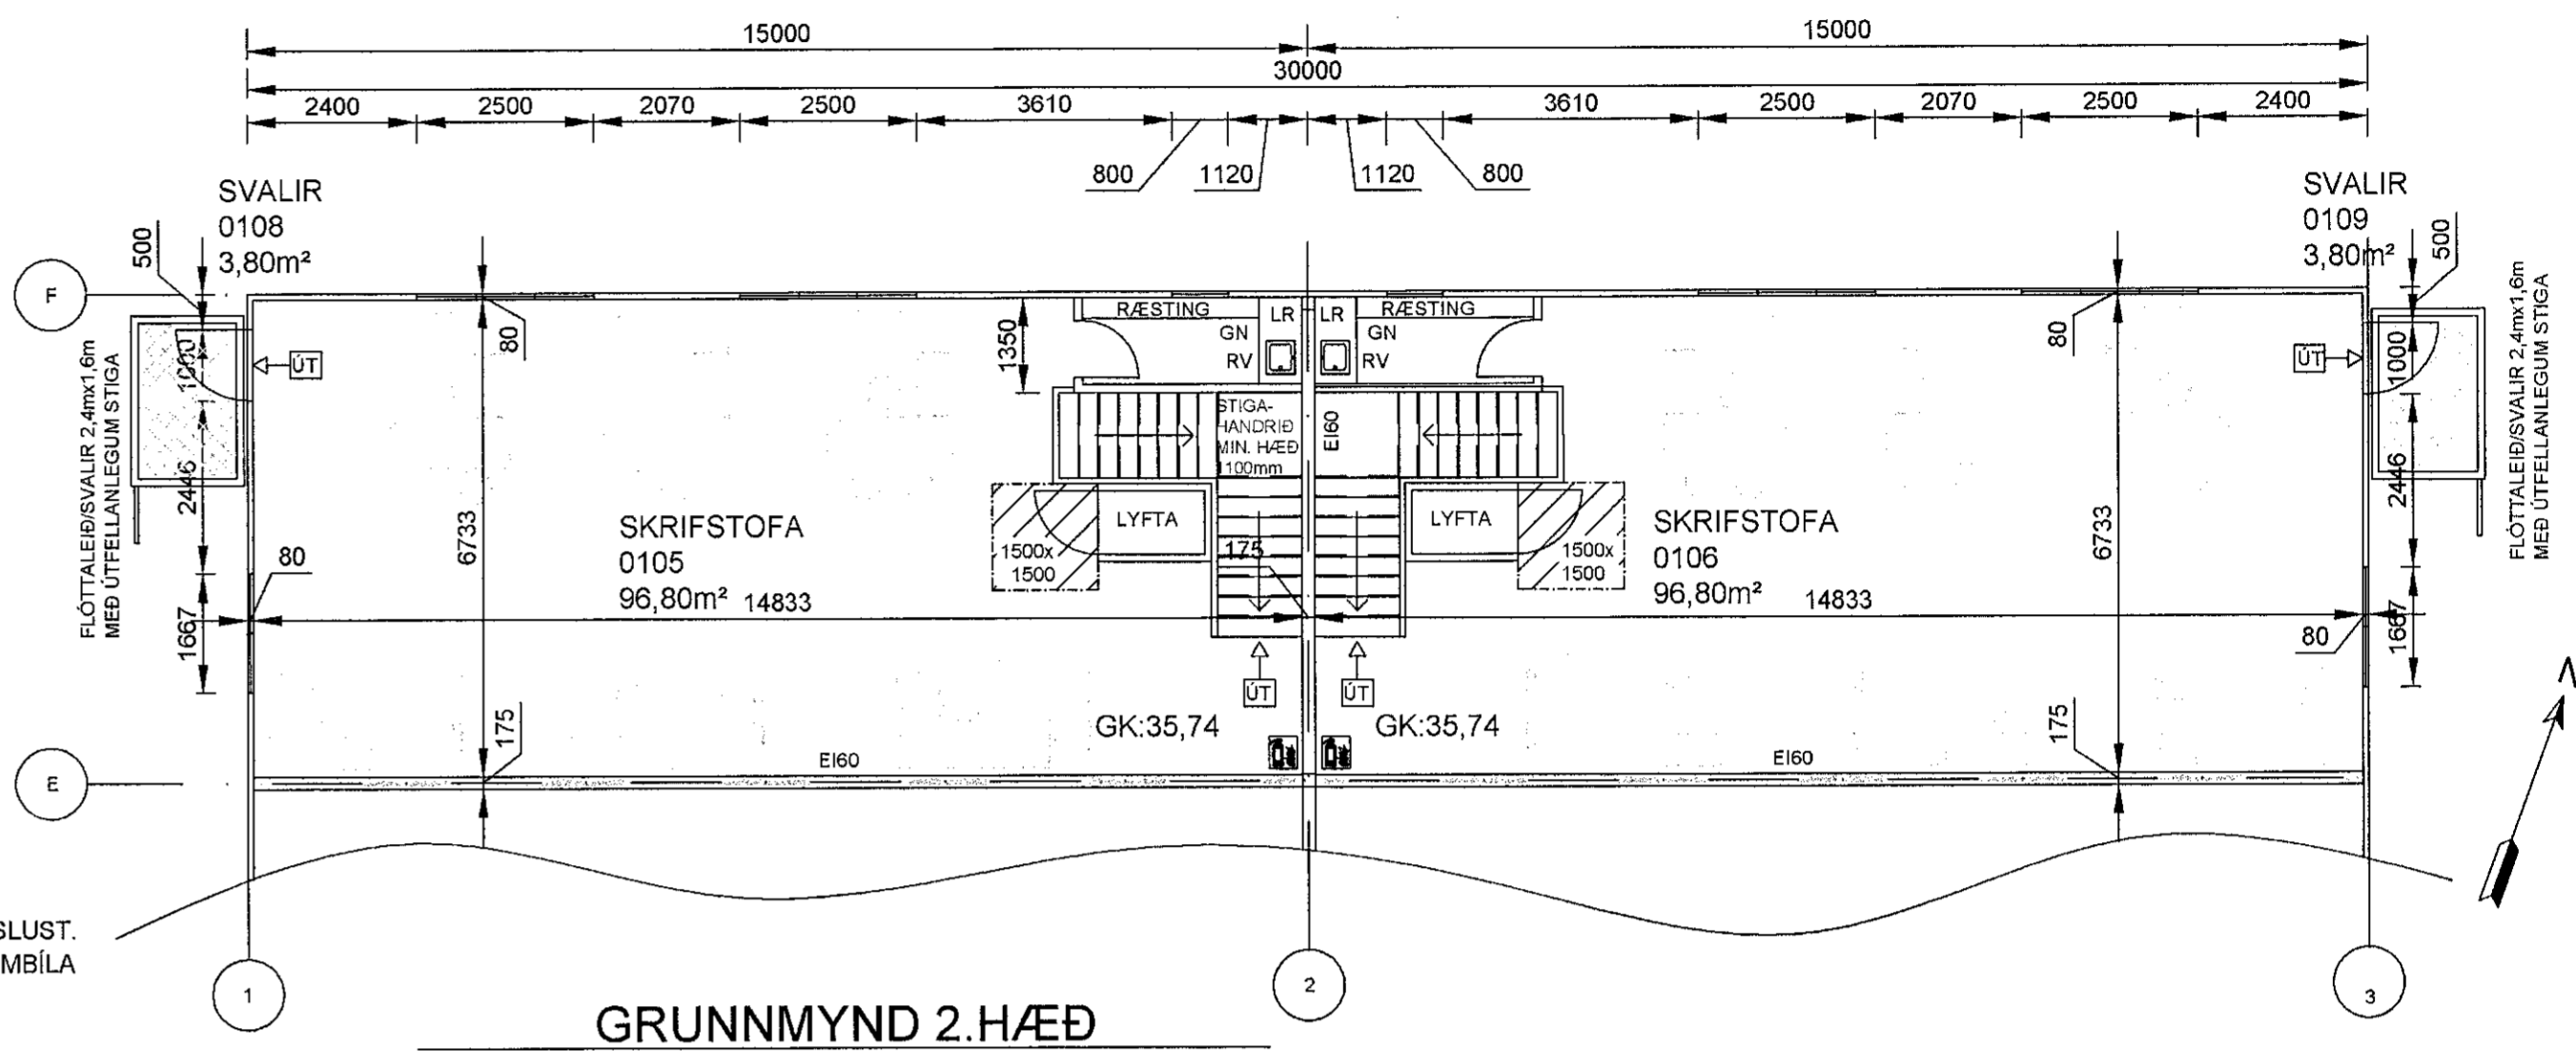 15000 15000
30000
2400 2500 2070 2500 3610 3610 2500 2070 2500 2400
800 1120 1120 800
SVALIR
0108
3,80m²
SVALIR
0109
3,80m²
500
500
F
FLÓTTALEIÐ/SVALIR 2,4mx1,6m
MEÐ ÚTFELLANLEGUM STIGA
1000
2446
1667
ÚT
80
80
6733
175
1350
RÆSTING
LR
GN
RV
LR
RÆSTING
GN
RV
STIGA-
HANDRIÐ
MIN. HÆÐ
1100mm
EI60
LYFTA
LYFTA
1500x
1500
1500x
1500
175
SKRIFSTOFA
0105
96,80m² 14833
SKRIFSTOFA
0106
96,80m² 14833
80
6733
175
ÚT
1000
2446
1667
80
FLÓTTALEIÐ/SVALIR 2,4mx1,6m
MEÐ ÚTFELLANLEGUM STIGA
ÚT ÚT
GK:35,74 GK:35,74
EI60 EI60
E
SLUST.
MBÍLA
1 2 3
GRUNNMYND 2.HÆÐ